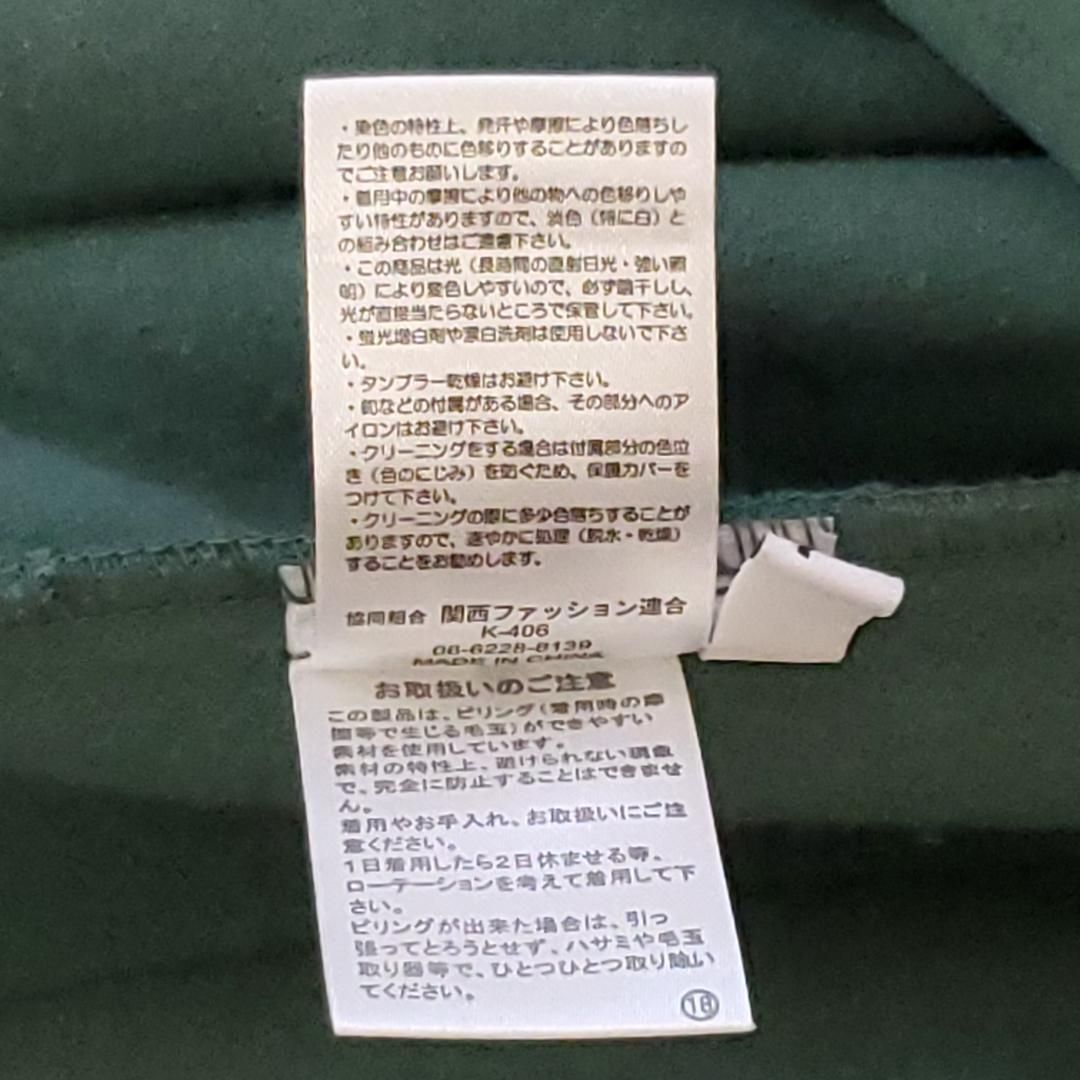 ・染色の特性上、発汗や摩擦により色落ちし
たり他のものに色移りすることがありますの
でご注意お願いします。
・着用中の摩擦により他の物への色移りしや
すい特性がありますので、淡色（特に白）と
の組み合わせはご遠慮下さい。
・この商品は光（長時間の直射日光・強い照
明）により変色しやすいので、必ず陰干しし、
光が直接当たらないところで保管して下さい。
・蛍光増白剤や漂白洗剤は使用しないで下さ
い。
・タンブラー乾燥はお避け下さい。
・釦などの付属がある場合、その部分へのア
イロンはお避け下さい。
・クリーニングをする場合は付属部分の色泣
き（色のにじみ）を防ぐため、保護カバーを
つけて下さい。
・クリーニングの際に多少色落ちすることが
ありますので、速やかに処理（脱水・乾燥）
することをお勧めします。
協同組合 関西ファッション連合
K-406
06-6228-8139
MADE IN CHINA
お取扱いのご注意
この製品は、ピリング（着用時の摩
擦等で生じる毛玉）ができやすい
素材を使用しています。
素材の特性上、避けられない現象
で、完全に防止することはできませ
ん。
着用やお手入れ、お取扱いにご注
意ください。
1日着用したら2日休ませる等、
ローテーションを考えて着用して下
さい。
ピリングが出来た場合は、引っ
張ってとろうとせず、ハサミや毛玉
取り器等で、ひとつひとつ取り除い
てください。
⑱